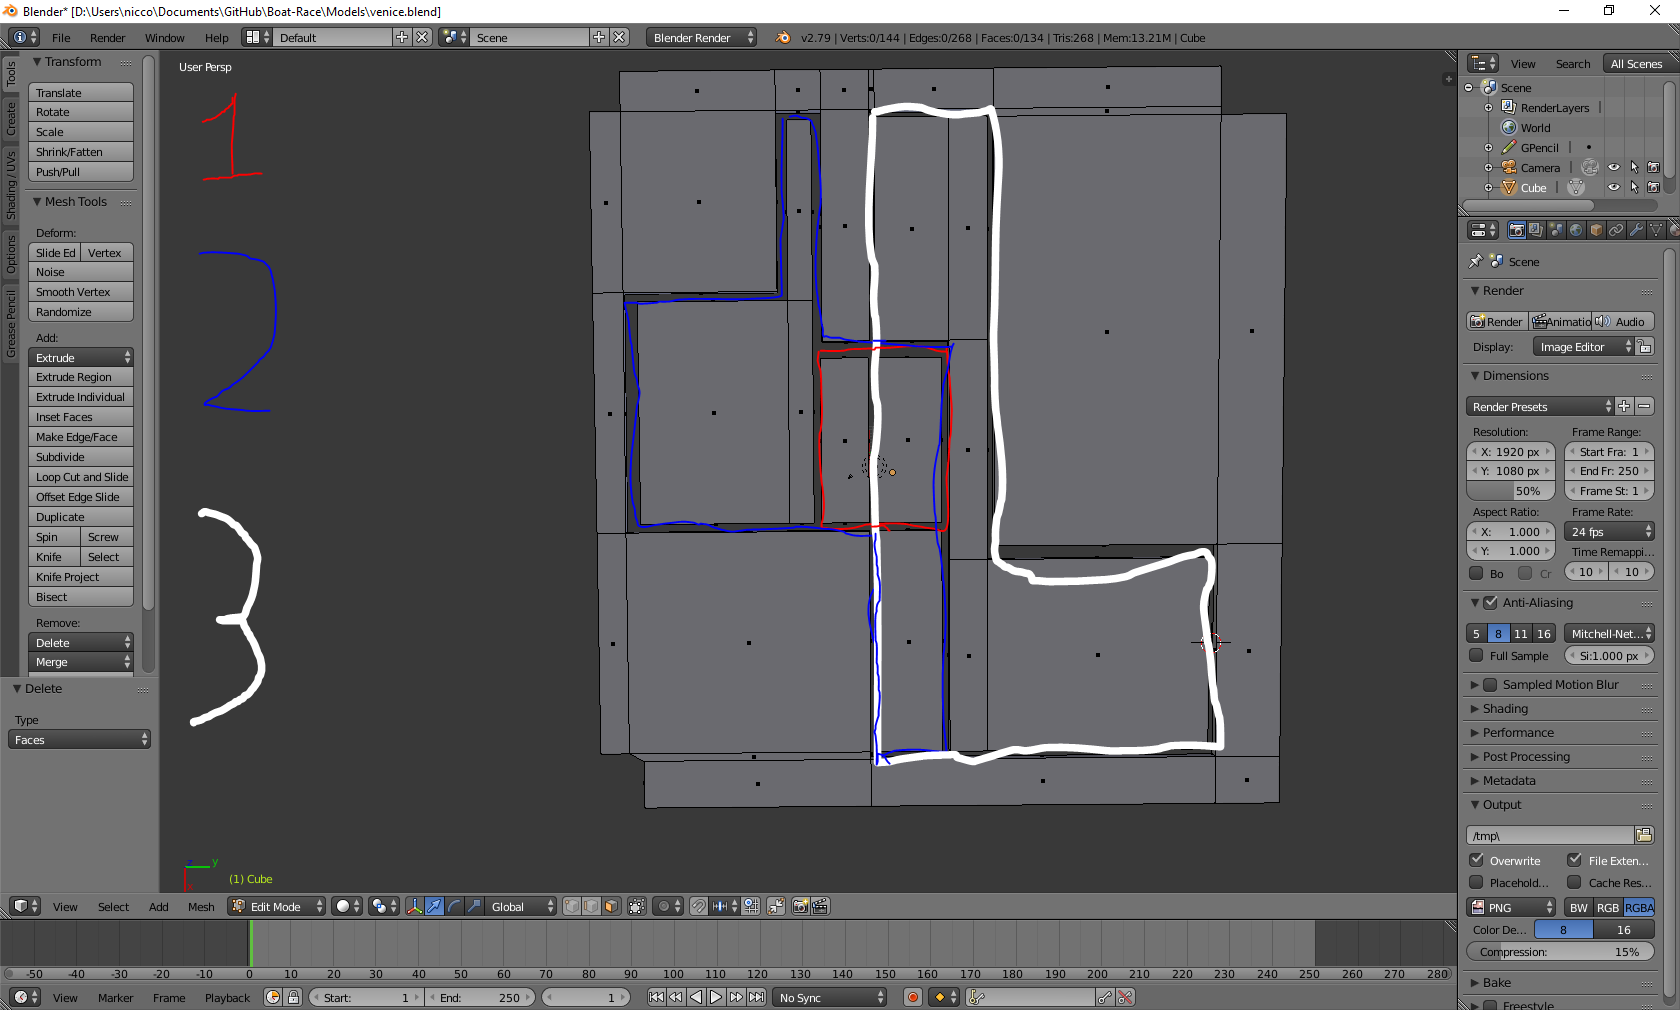 Blender* [D:\Users\nicco\Documents\GitHub\Boat-Race\Models\venice.blend]
File Render Window Help Default Scene Blender Render v2.79 | Verts:0/144 | Edges:0/268 | Faces:0/134 | Tris:268 | Mem:13.21M | Cube
Tools
Create
Shading / UVs
Options
Grease Pencil
Transform
Translate
Rotate
Scale
Shrink/Fatten
Push/Pull
Mesh Tools
Deform:
Slide Ed Vertex
Noise
Smooth Vertex
Randomize
Add:
Extrude
Extrude Region
Extrude Individual
Inset Faces
Make Edge/Face
Subdivide
Loop Cut and Slide
Offset Edge Slide
Duplicate
Spin Screw
Knife Select
Knife Project
Bisect
Remove:
Delete
Merge
Delete
Type
Faces
User Persp
1
2
3
z y
(1) Cube
View Search All Scenes
Scene
RenderLayers
World
GPencil
Camera
Cube
Scene
Render
Render Animatio Audio
Display: Image Editor
Dimensions
Render Presets
Resolution: Frame Range:
X: 1920 px Start Fra: 1
Y: 1080 px End Fr: 250
50% Frame St: 1
Aspect Ratio: Frame Rate:
X: 1.000 24 fps
Y: 1.000 Time Remappi...
Bo Cr 10 10
Anti-Aliasing
5 8 11 16 Mitchell-Net...
Full Sample Si:1.000 px
Sampled Motion Blur
Shading
Performance
Post Processing
Metadata
Output
/tmp\
Overwrite File Exten...
Placehold... Cache Res...
PNG BW RGB RGBA
Color De... 8 16
Compression: 15%
Bake
Freestyle
View Select Add Mesh Edit Mode Global
-50 -40 -30 -20 -10 0 10 20 30 40 50 60 70 80 90 100 110 120 130 140 150 160 170 180 190 200 210 220 230 240 250 260 270 280
View Marker Frame Playback Start: 1 End: 250 1 No Sync